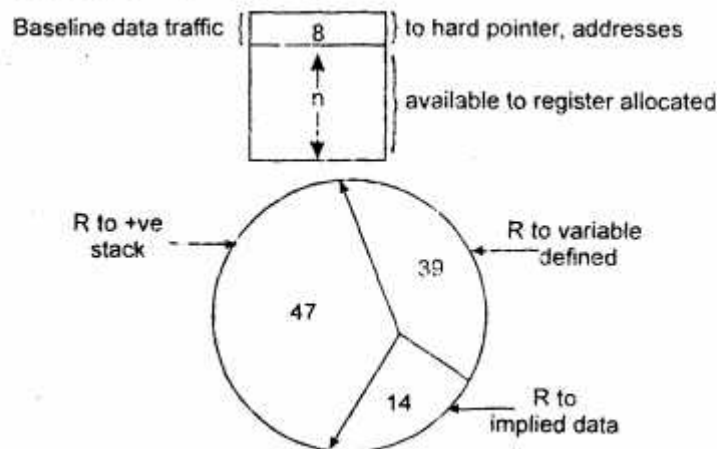 Baseline data traffic
8
to hard pointer, addresses
n
available to register allocated
R to +ve
stack
R to variable
defined
39
47
14
R to
implied data